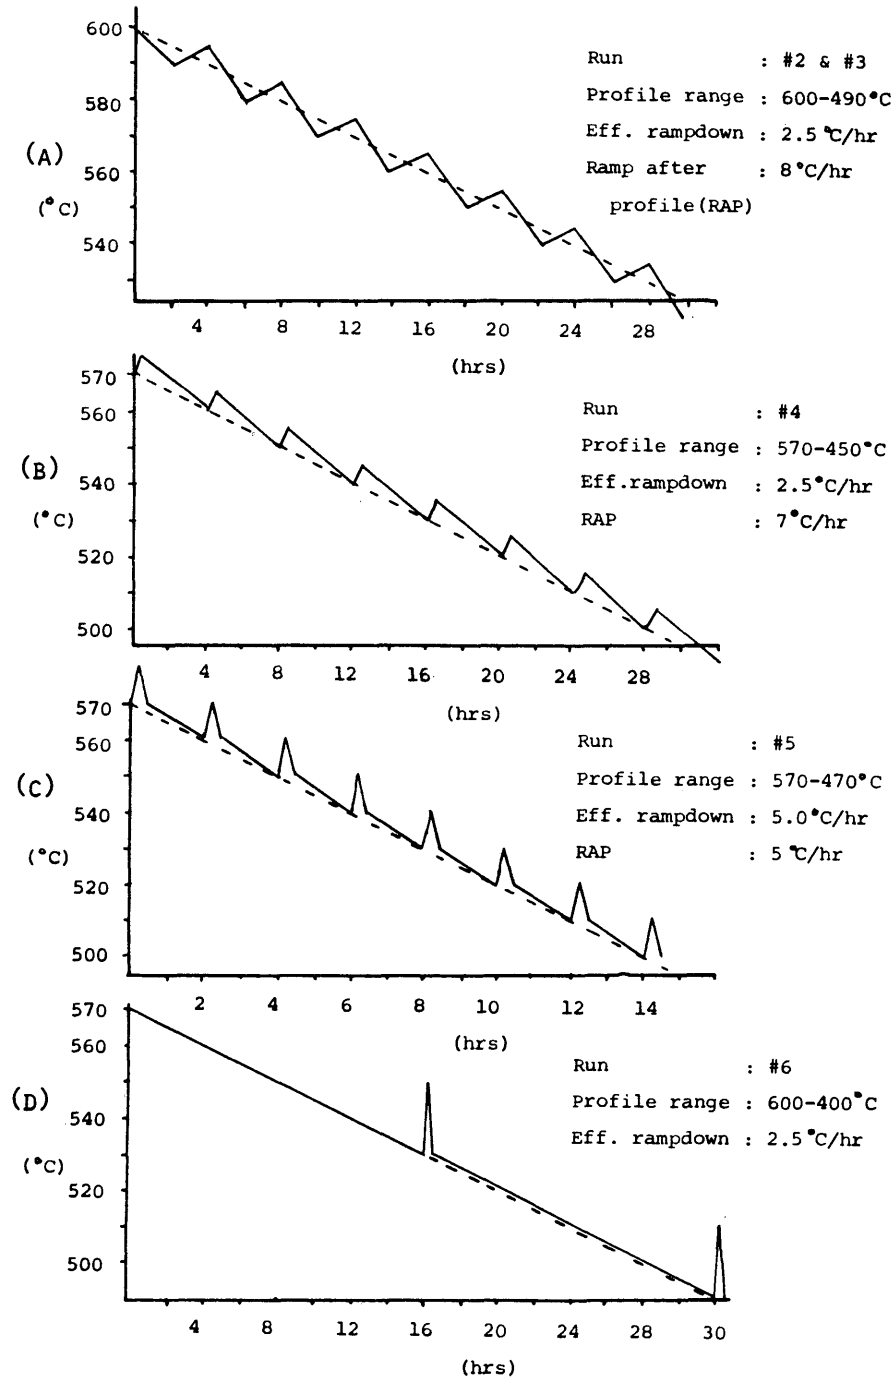 600
580
(A)
560
(°C)
540
4 8 12 16 20 24 28
(hrs)
Run : #2 & #3
Profile range : 600-490°C
Eff. rampdown : 2.5 °C/hr
Ramp after : 8°C/hr
profile(RAP)
570
560
(B)
540
(°C)
520
500
4 8 12 16 20 24 28
(hrs)
Run : #4
Profile range : 570-450°C
Eff.rampdown : 2.5°C/hr
RAP : 7°C/hr
570
560
(C)
540
(°C)
520
500
2 4 6 8 10 12 14
(hrs)
Run : #5
Profile range : 570-470°C
Eff. rampdown : 5.0°C/hr
RAP : 5 °C/hr
570
560
(D)
540
(°C)
520
500
4 8 12 16 20 24 28 30
(hrs)
Run : #6
Profile range : 600-400°C
Eff. rampdown : 2.5°C/hr